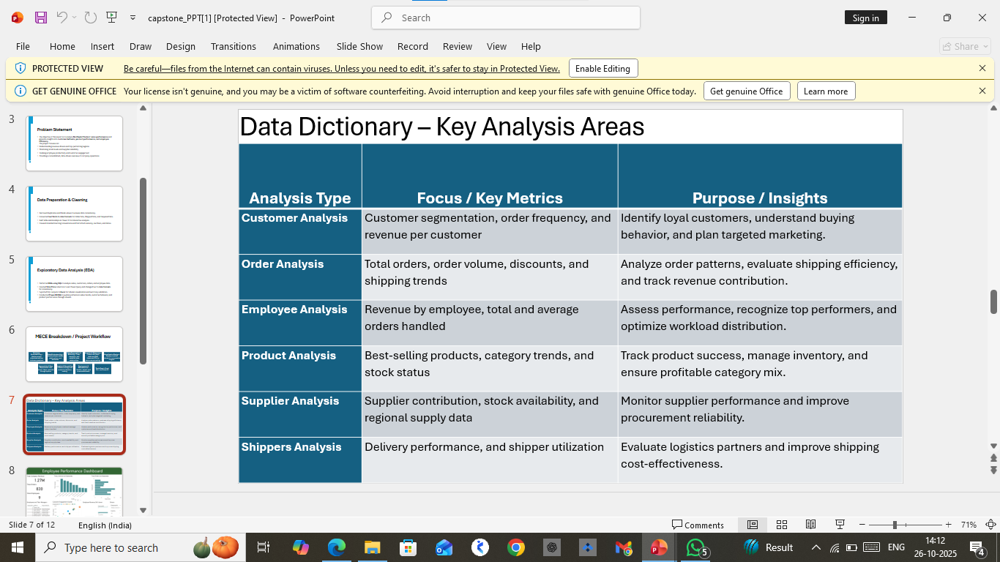 capstone_PPT[1] [Protected View] - PowerPoint
Search
Sign in
File Home Insert Draw Design Transitions Animations Slide Show Record Review View Help
Share
PROTECTED VIEW Be careful—files from the Internet can contain viruses. Unless you need to edit, it's safer to stay in Protected View. Enable Editing
GET GENUINE OFFICE Your license isn't genuine, and you may be a victim of software counterfeiting. Avoid interruption and keep your files safe with genuine Office today. Get genuine Office Learn more
3
Problem Statement
4
Data Preparation & Cleaning
5
Exploratory Data Analysis (EDA)
6
MECE Breakdown / Project Workflow
7
Data Dictionary – Key Analysis Areas
8
Employee Performance Dashboard
1.27M
830
9
Data Dictionary – Key Analysis Areas
Analysis Type Focus / Key Metrics Purpose / Insights
Customer Analysis Customer segmentation, order frequency, and Identify loyal customers, understand buying
revenue per customer behavior, and plan targeted marketing.
Order Analysis Total orders, order volume, discounts, and Analyze order patterns, evaluate shipping efficiency,
shipping trends and track revenue contribution.
Employee Analysis Revenue by employee, total and average Assess performance, recognize top performers, and
orders handled optimize workload distribution.
Product Analysis Best-selling products, category trends, and Track product success, manage inventory, and
stock status ensure profitable category mix.
Supplier Analysis Supplier contribution, stock availability, and Monitor supplier performance and improve
regional supply data procurement reliability.
Shippers Analysis Delivery performance, and shipper utilization Evaluate logistics partners and improve shipping
cost-effectiveness.
Slide 7 of 12 English (India) Comments 71%
Type here to search
5
Result
ENG
14:12
26-10-2025
4